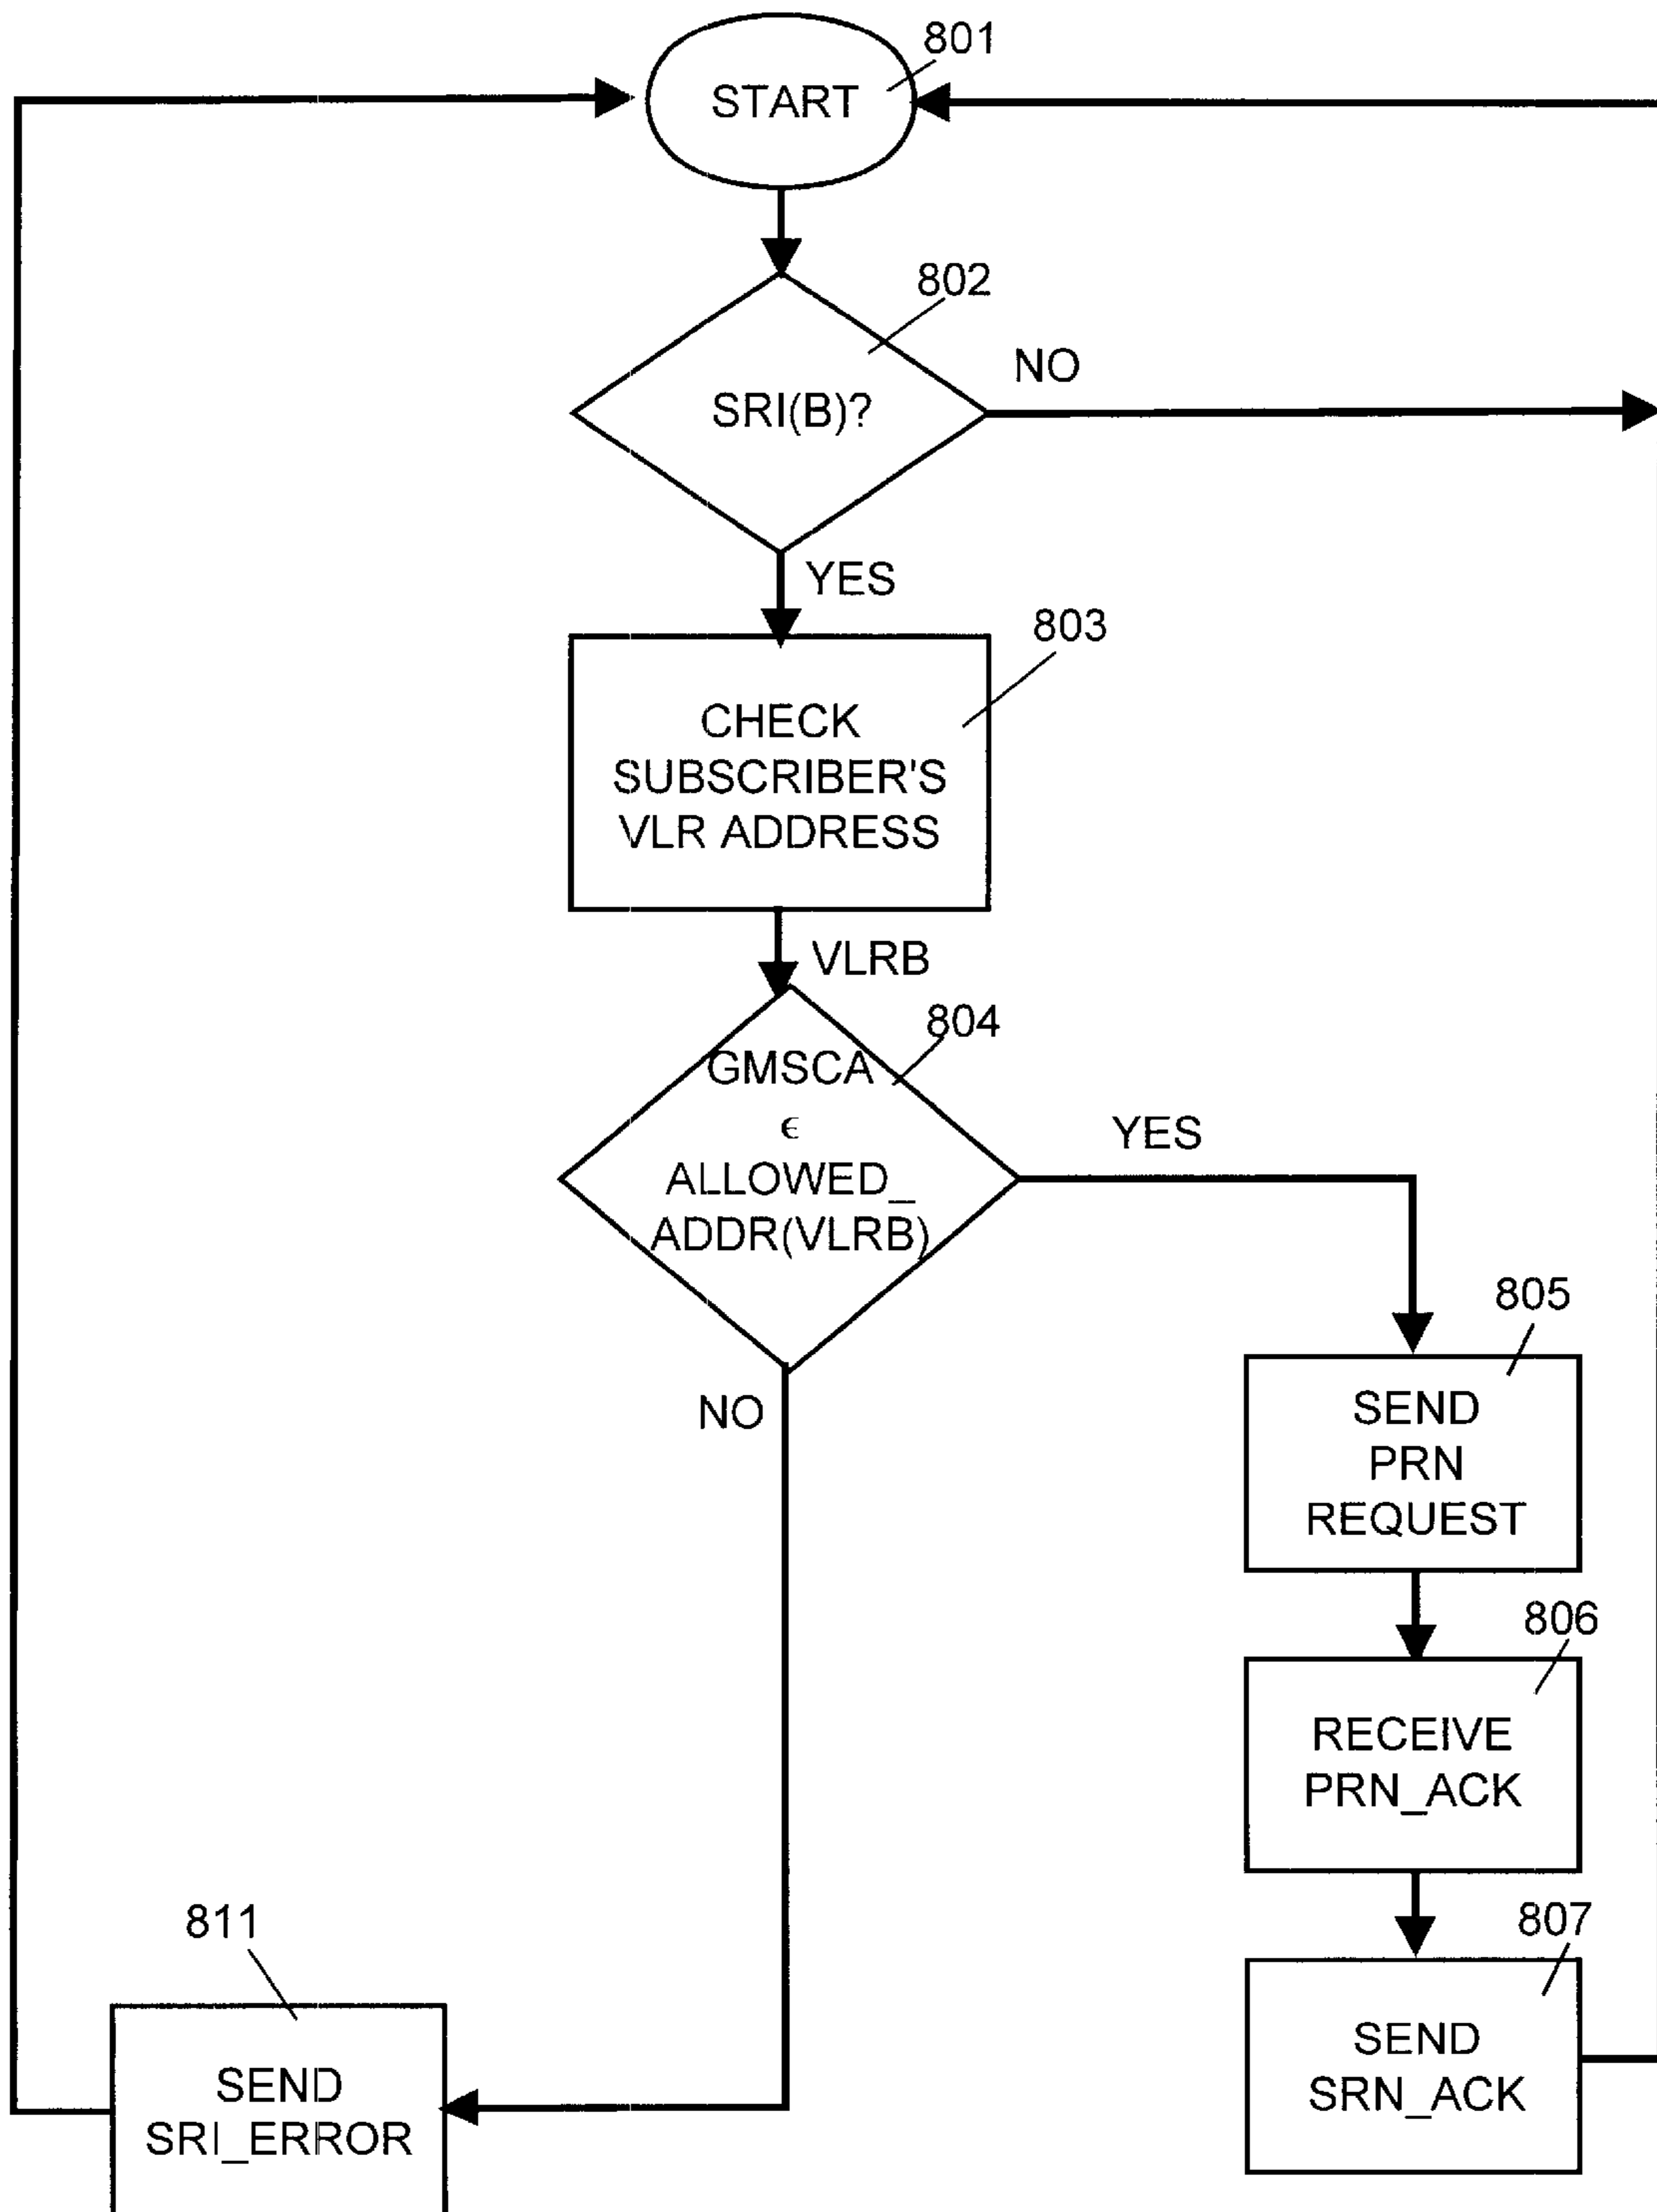 801
START
802
SRI(B)?
NO
YES
803
CHECK
SUBSCRIBER'S
VLR ADDRESS
VLRB
804
GMSCA
ϵ
ALLOWED_
ADDR(VLRB)
YES
NO
805
SEND
PRN
REQUEST
806
RECEIVE
PRN_ACK
807
SEND
SRN_ACK
811
SEND
SRI_ERROR